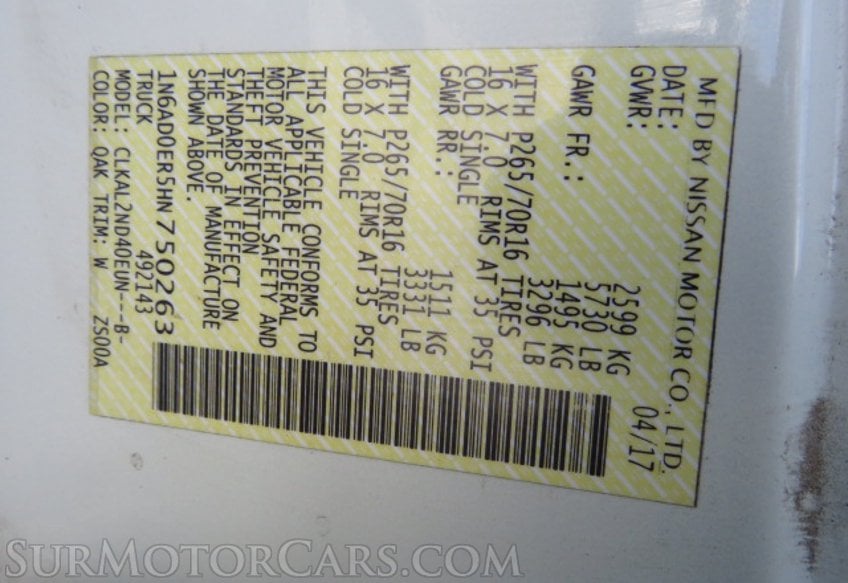 MFD BY NISSAN MOTOR CO., LTD.
DATE: 04/17
GVWR: 2599 KG
5730 LB
GAWR FR.: 1495 KG
3296 LB
WITH P265/70R16 TIRES
16 X 7.0 RIMS AT 35 PSI
COLD SINGLE
GAWR RR.: 1511 KG
3331 LB
WITH P265/70R16 TIRES
16 X 7.0 RIMS AT 35 PSI
COLD SINGLE
THIS VEHICLE CONFORMS TO
ALL APPLICABLE FEDERAL
MOTOR VEHICLE SAFETY AND
THEFT PREVENTION
STANDARDS IN EFFECT ON
THE DATE OF MANUFACTURE
SHOWN ABOVE.
1N6AD0ER5HN750263
TRUCK 492143
MODEL: CLKAL2ND40EUN---B-
COLOR: QAK TRIM: W ZS00A
SURMOTORCARS.COM